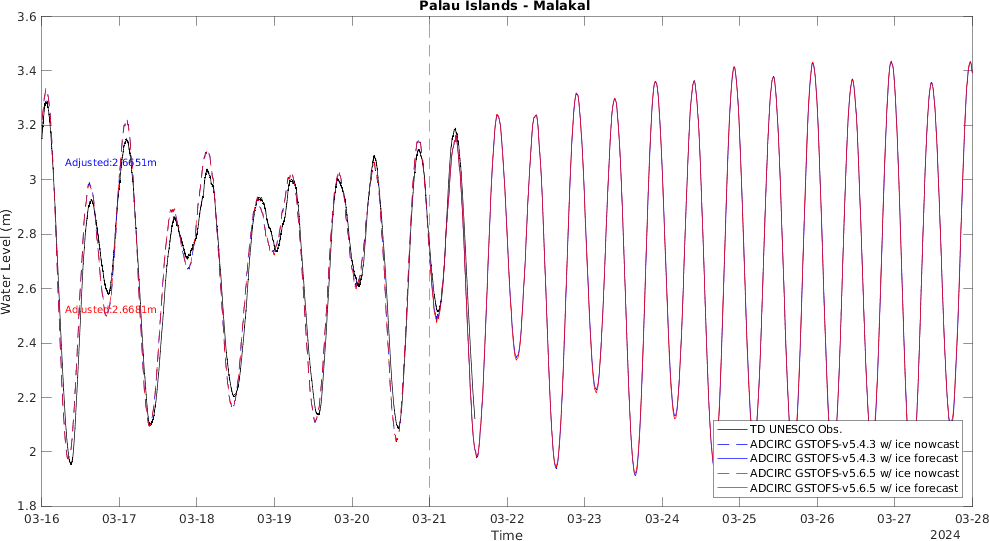 Palau Islands - Malakal
Water Level (m)
3.6
3.4
3.2
3
2.8
2.6
2.4
2.2
2
1.8
Adjusted:2.6651m
Adjusted:2.6681m
TD UNESCO Obs.
ADCIRC GSTOFS-v5.4.3 w/ ice nowcast
ADCIRC GSTOFS-v5.4.3 w/ ice forecast
ADCIRC GSTOFS-v5.6.5 w/ ice nowcast
ADCIRC GSTOFS-v5.6.5 w/ ice forecast
03-16 03-17 03-18 03-19 03-20 03-21 03-22 03-23 03-24 03-25 03-26 03-27 03-28
Time
2024